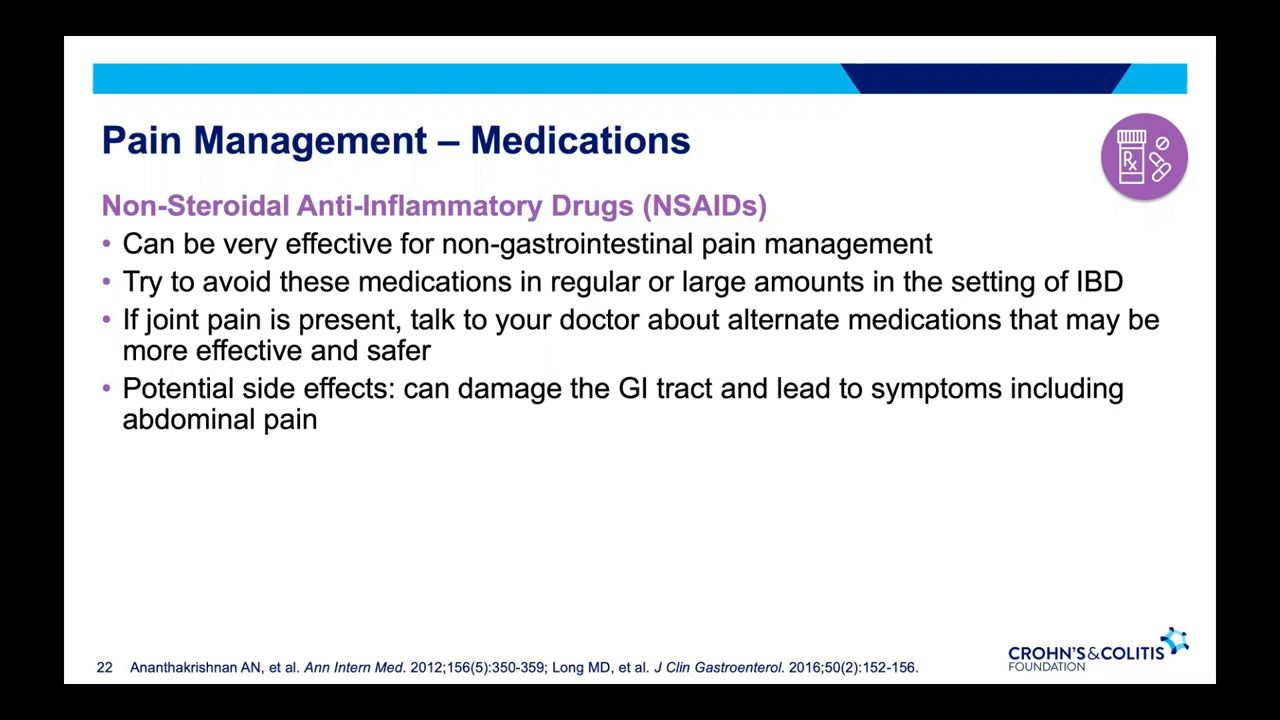 Pain Management – Medications
Rx
Non-Steroidal Anti-Inflammatory Drugs (NSAIDs)
• Can be very effective for non-gastrointestinal pain management
• Try to avoid these medications in regular or large amounts in the setting of IBD
• If joint pain is present, talk to your doctor about alternate medications that may be
more effective and safer
• Potential side effects: can damage the GI tract and lead to symptoms including
abdominal pain
22 Ananthakrishnan AN, et al. Ann Intern Med. 2012;156(5):350-359; Long MD, et al. J Clin Gastroenterol. 2016;50(2):152-156.
CROHN'S&COLITIS
FOUNDATION